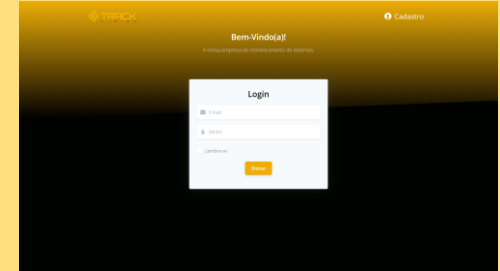 TRACK
Cadastro
Bem-Vindo(a)!
A nossa empresa de monitoramento de sistemas
Login
E-mail
Senha
Lembre-se
Entrar